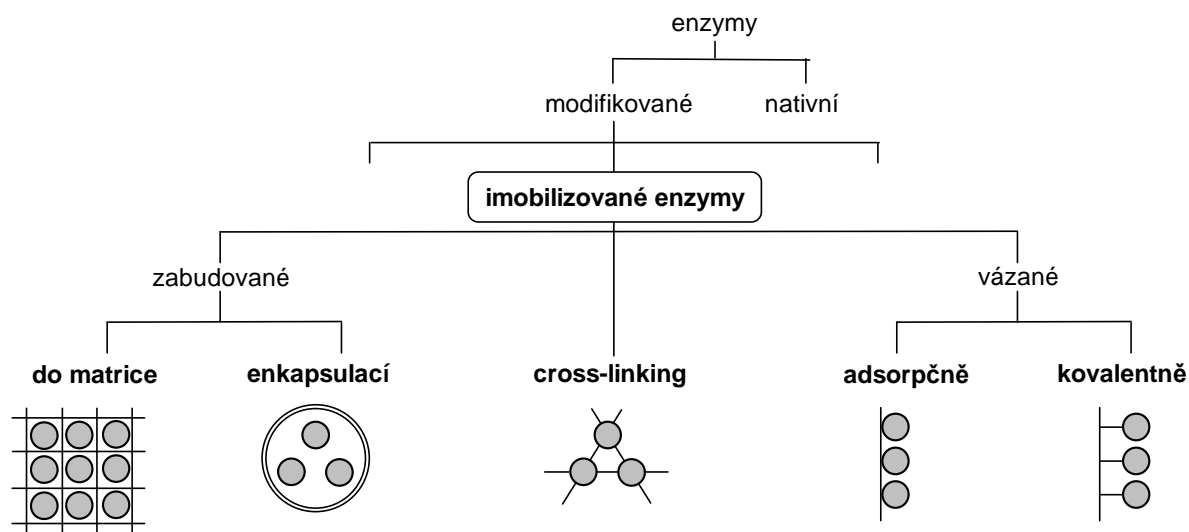 enzymy
modifikované nativní
imobilizované enzymy
zabudované vázané
do matrice enkapsulací cross-linking adsorpčně kovalentně